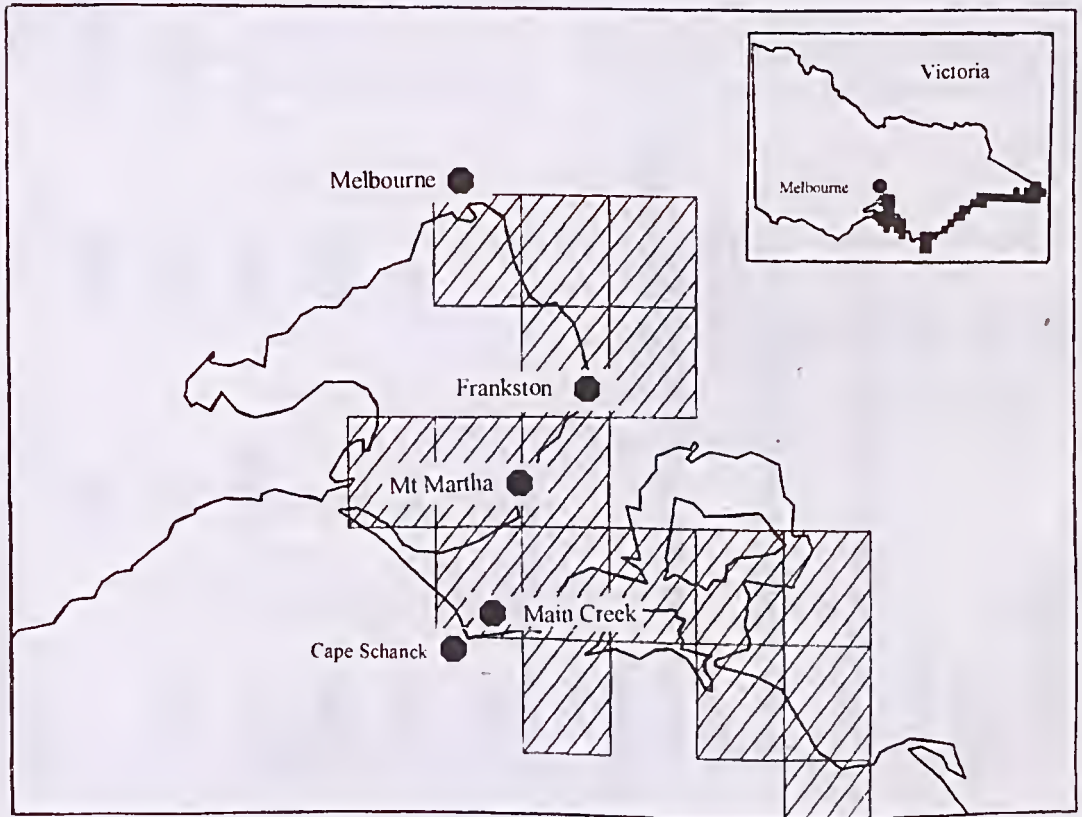 Victoria
Melbourne
Melbourne
Frankston
Mt Martha
Main Creek
Cape Schanck